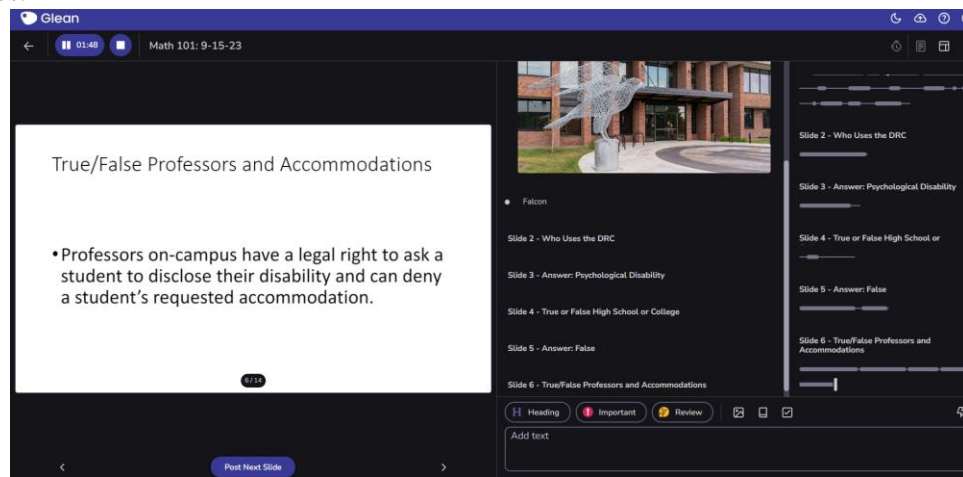 Glean
01:48
Math 101: 9-15-23
True/False Professors and Accommodations
•Professors on-campus have a legal right to ask a
student to disclose their disability and can deny
a student's requested accommodation.
6/14
Post Next Slide
Falcon
Slide 2 - Who Uses the DRC
Slide 3 - Answer: Psychological Disability
Slide 4 - True or False High School or College
Slide 5 - Answer: False
Slide 6 - True/False Professors and Accommodations
H Heading
Important
Review
Add text
Slide 2 - Who Uses the DRC
Slide 3 - Answer: Psychological Disability
Slide 4 - True or False High School or
Slide 5 - Answer: False
Slide 6 - True/False Professors and
Accommodations